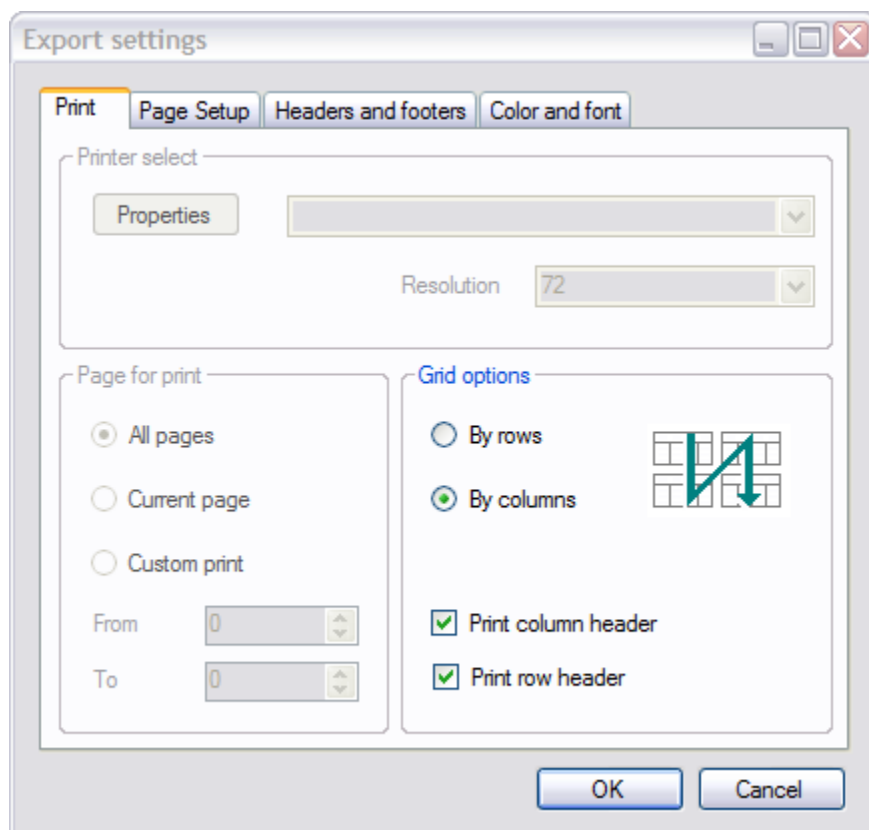 Export settings
Print
Page Setup
Headers and footers
Color and font
Printer select
Properties
Resolution
72
Page for print
All pages
Current page
Custom print
From
0
To
0
Grid options
By rows
By columns
Print column header
Print row header
OK
Cancel